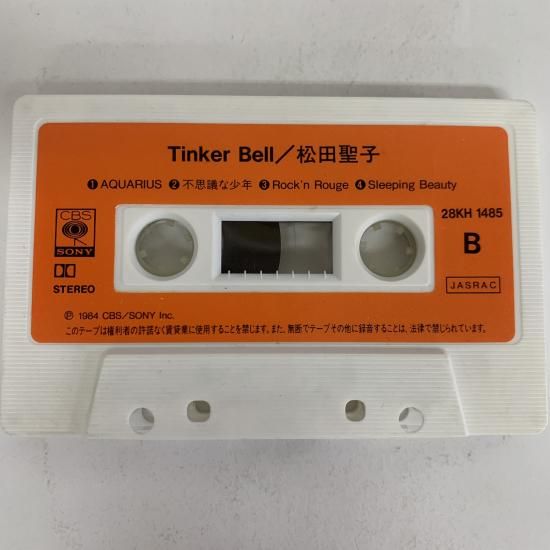 Tinker Bell／松田聖子
❶ AQUARIUS ❷ 不思議な少年 ❸ Rock'n Rouge ❹ Sleeping Beauty
CBS
SONY
28KH 1485
B
STEREO
JASRAC
Ⓟ 1984 CBS/SONY Inc.
このテープは権利者の許諾なく賃貸業に使用することを禁じます。また、無断でテープその他に録音することは、法律で禁じられています。